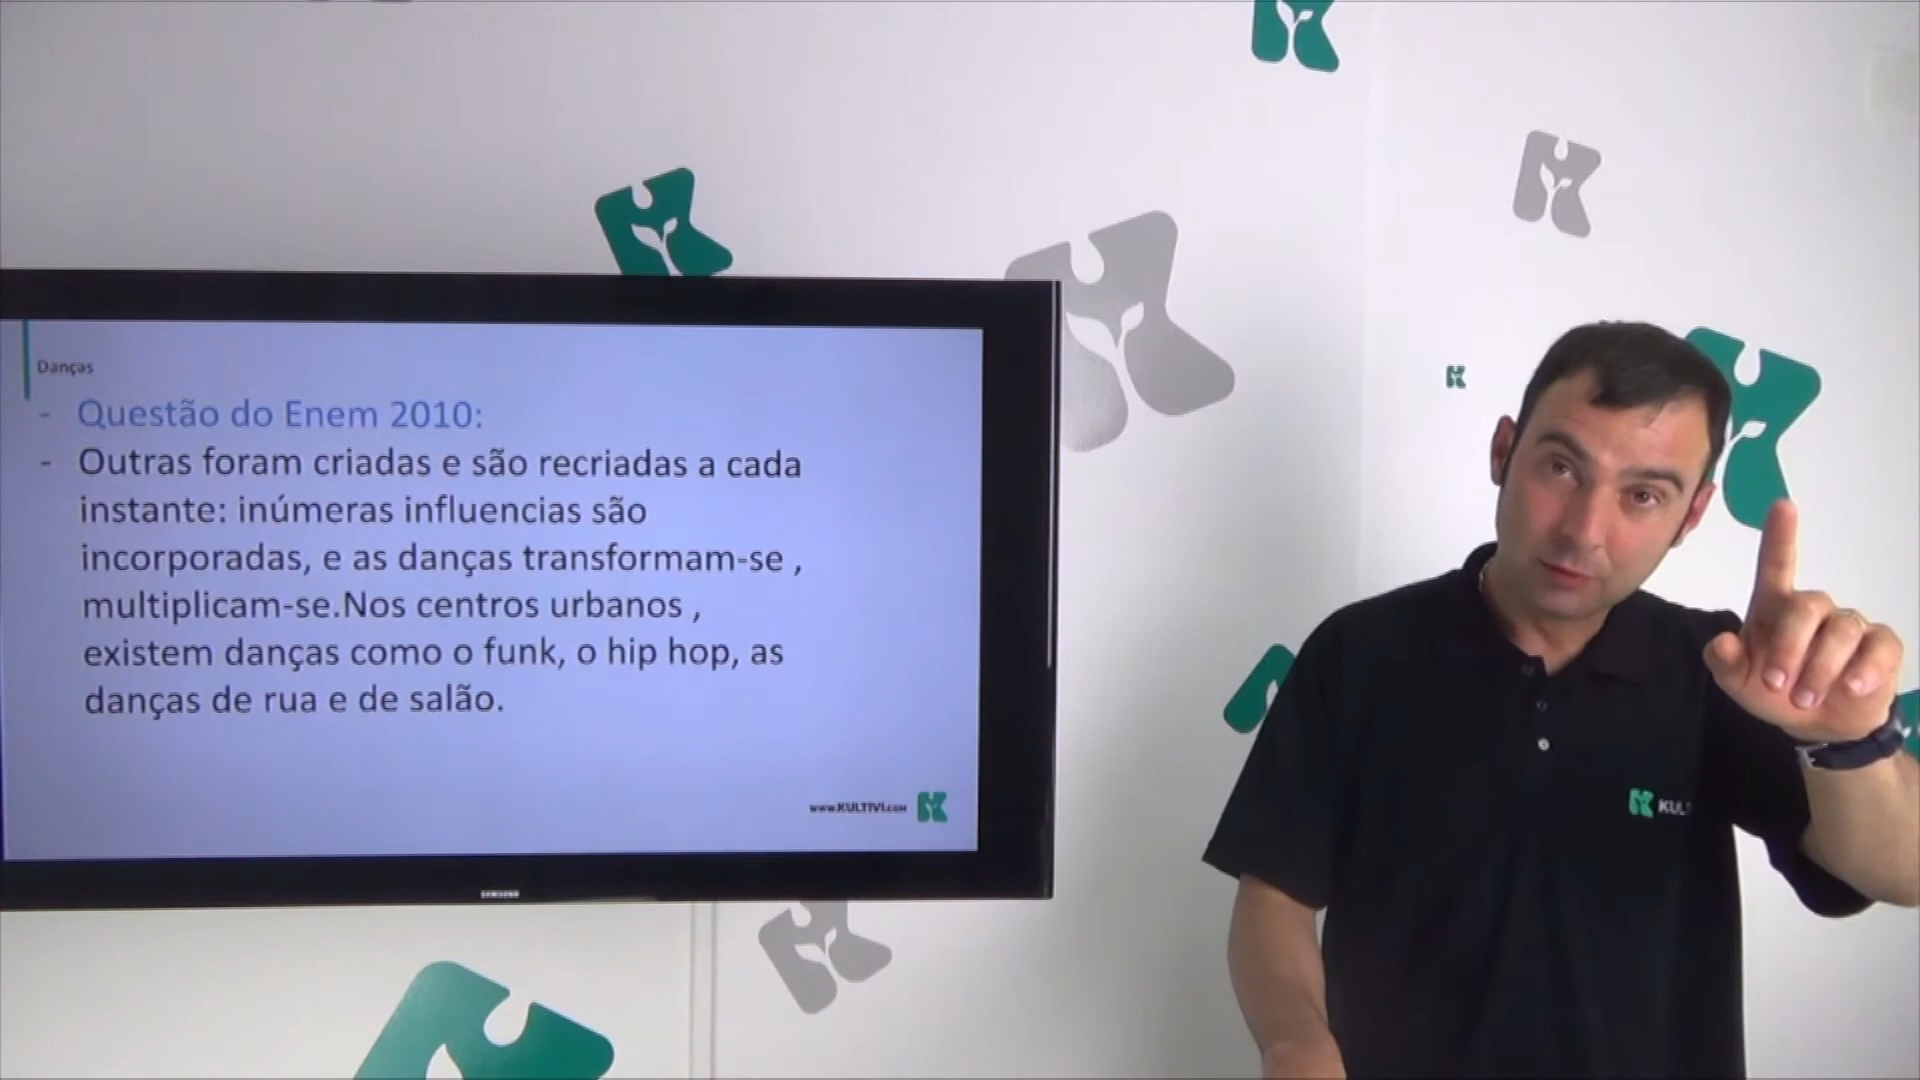 Danças
- Questão do Enem 2010:
- Outras foram criadas e são recriadas a cada
instante: inúmeras influencias são
incorporadas, e as danças transformam-se ,
multiplicam-se.Nos centros urbanos ,
existem danças como o funk, o hip hop, as
danças de rua e de salão.
www.KULTIVI.com
SAMSUNG
KUL